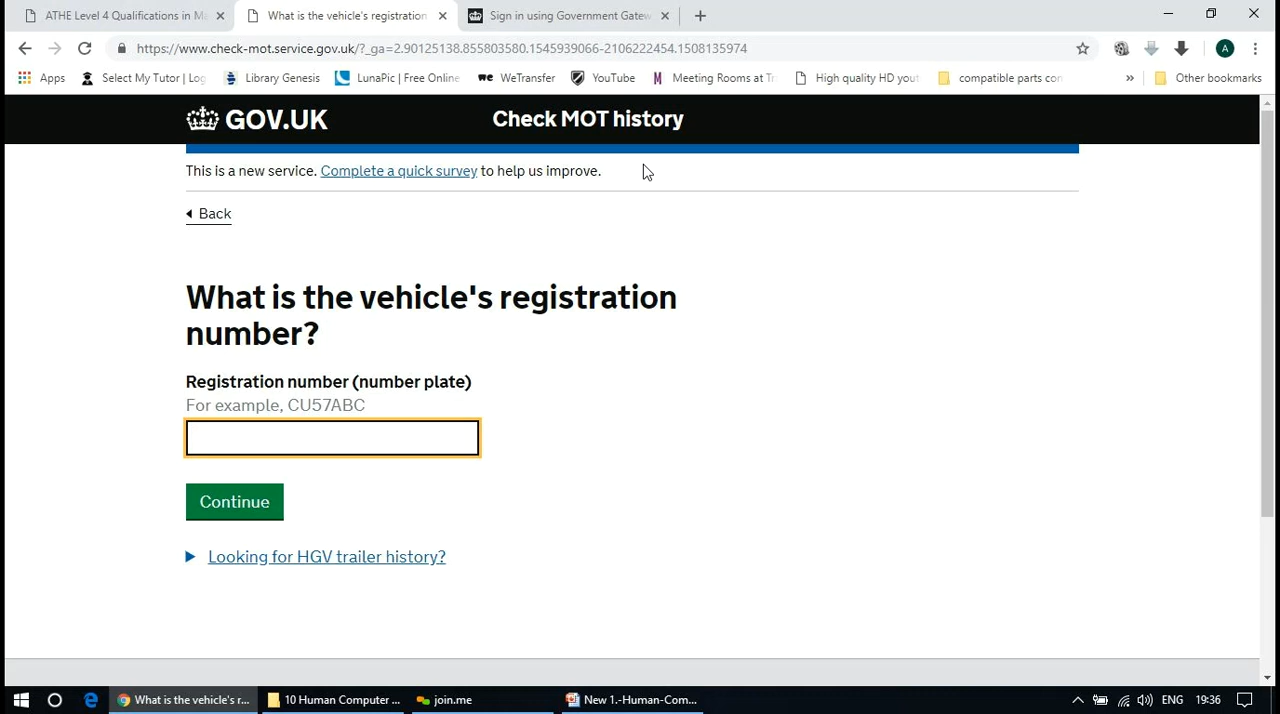 ATHE Level 4 Qualifications in Ma
What is the vehicle's registration
Sign in using Government Gatew
https://www.check-mot.service.gov.uk/?_ga=2.90125138.855803580.1545939066-2106222454.1508135974
A
Apps
Select My Tutor | Log
Library Genesis
LunaPic | Free Online
we WeTransfer
YouTube
M Meeting Rooms at Tr
High quality HD yout
compatible parts.con
»
Other bookmarks
GOV.UK
Check MOT history
This is a new service. Complete a quick survey to help us improve.
Back
What is the vehicle's registration
number?
Registration number (number plate)
For example, CU57ABC
Continue
Looking for HGV trailer history?
What is the vehicle's r...
10 Human Computer ...
join.me
New 1.-Human-Com...
ENG
19:36